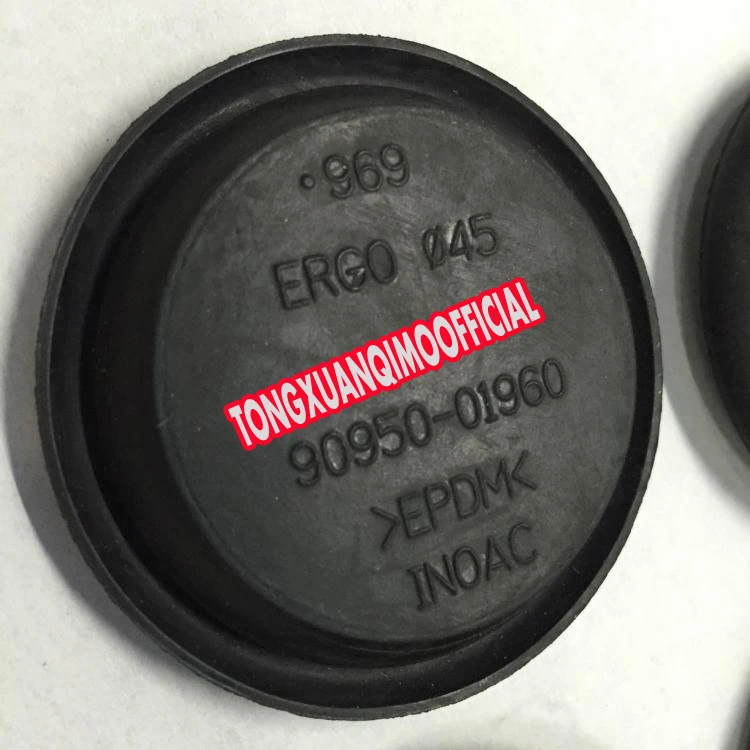 ·969
ERGO Ø45
TONGXUANQIMOOFFICIAL
90950-01960
>EPDM<
INOAC